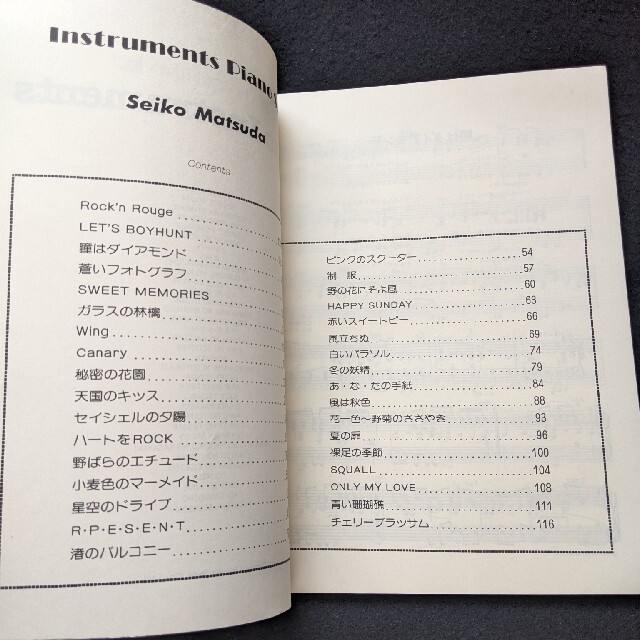 Instruments Piano
Seiko Matsuda
Contents
Rock'n Rouge
LET'S BOYHUNT
瞳はダイアモンド
蒼いフォトグラフ
SWEET MEMORIES
ガラスの林檎
Wing
Canary
秘密の花園
天国のキッス
セイシェルの夕陽
ハートをROCK
野ばらのエチュード
小麦色のマーメイド
星空のドライブ
R・P・E・S・E・N・T
渚のバルコニー
ピンクのスクーター 54
制服 57
野の花にそよ風 60
HAPPY SUNDAY 63
赤いスイートピー 66
風立ちぬ 69
白いパラソル 74
冬の妖精 79
あ・な・たの手紙 84
風は秋色 88
花一色〜野菊のささやき 93
夏の扉 96
裸足の季節 100
SQUALL 104
ONLY MY LOVE 108
青い珊瑚礁 111
チェリーブラッサム 116